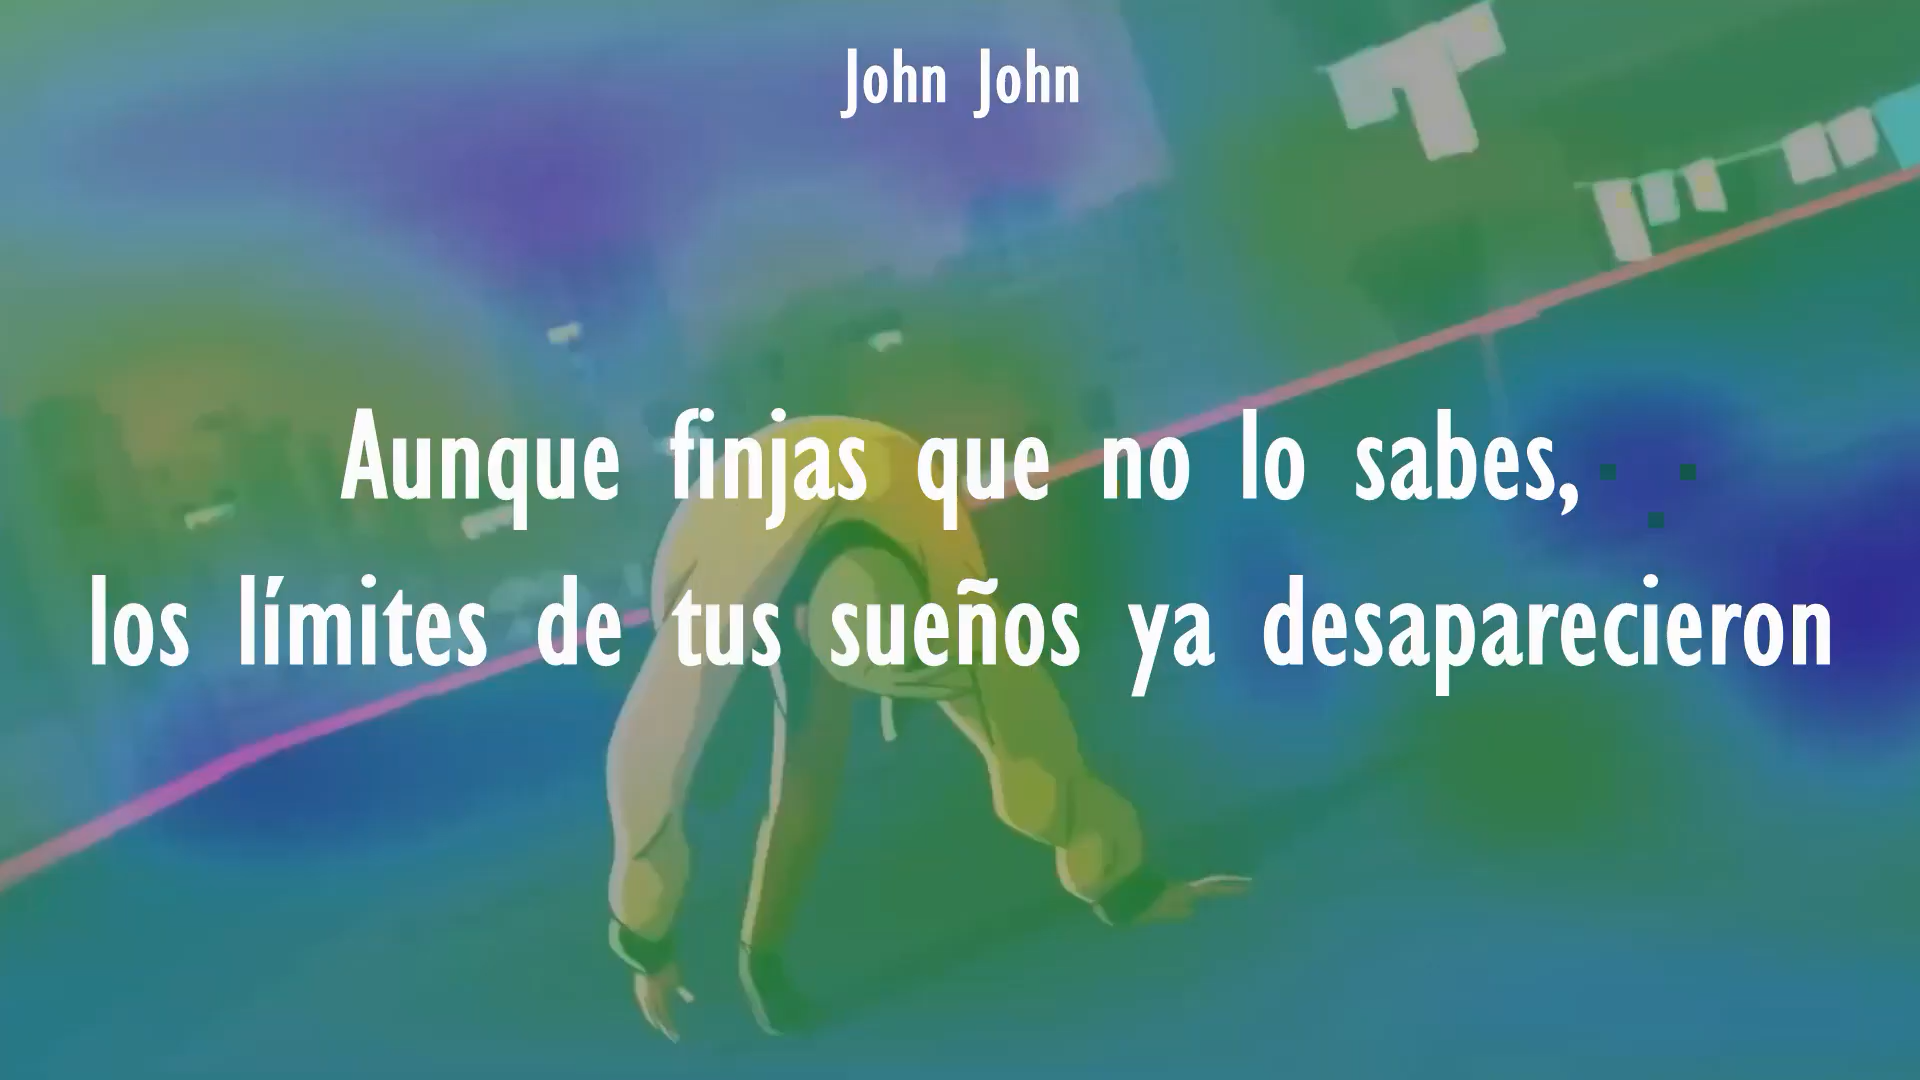 John John
Aunque finjas que no lo sabes,
los límites de tus sueños ya desaparecieron